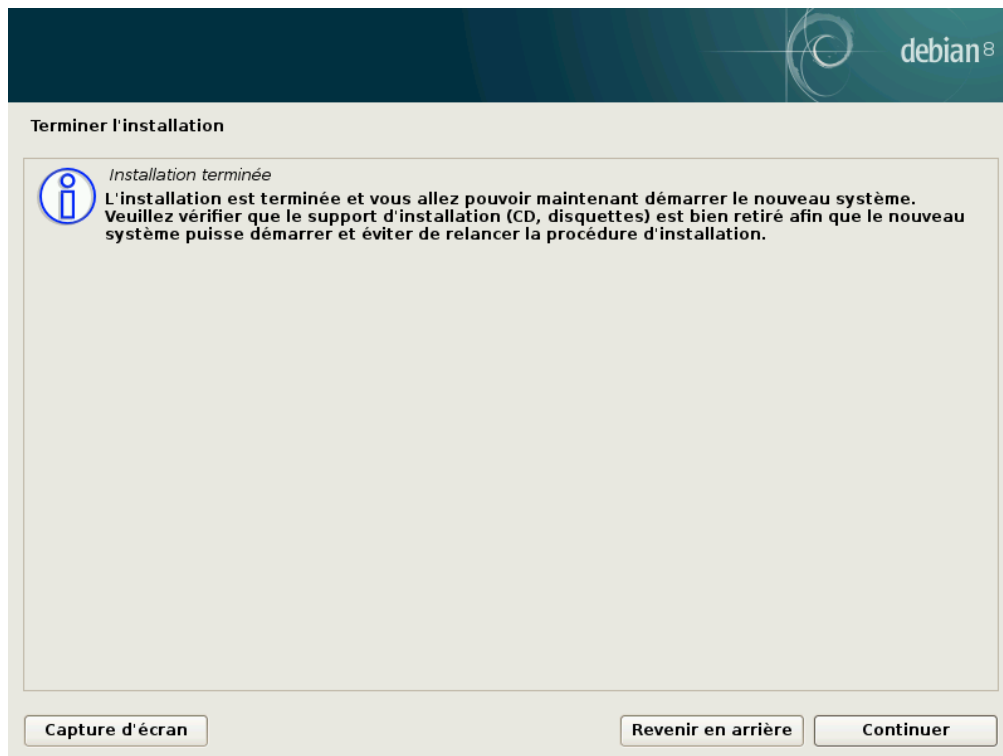 debian 8
Terminer l'installation
Installation terminée
L'installation est terminée et vous allez pouvoir maintenant démarrer le nouveau système.
Veuillez vérifier que le support d'installation (CD, disquettes) est bien retiré afin que le nouveau
système puisse démarrer et éviter de relancer la procédure d'installation.
Capture d'écran
Revenir en arrière
Continuer